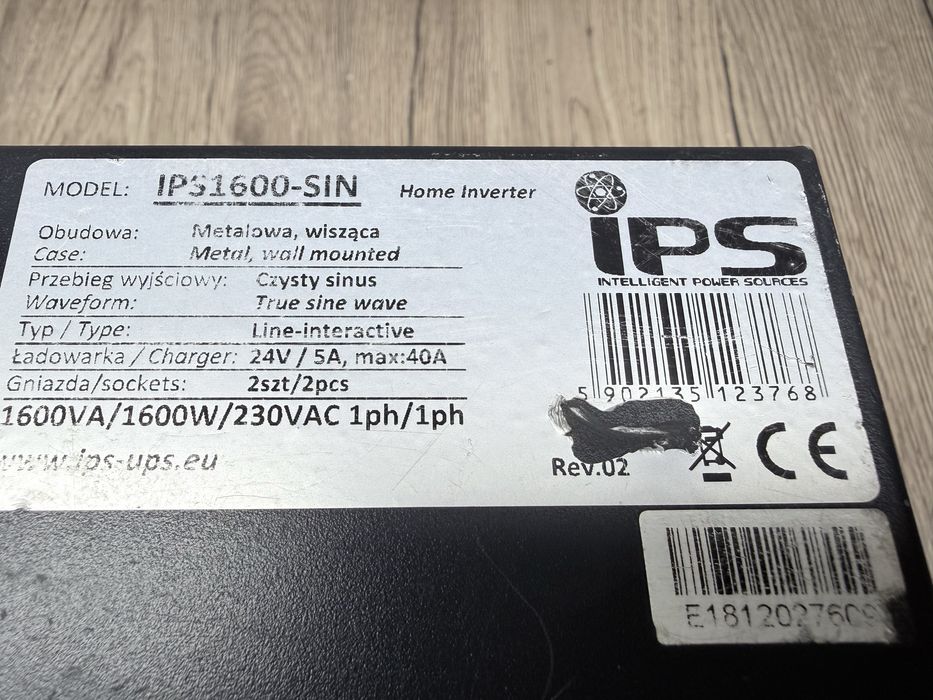 MODEL: IPS1600-SIN Home Inverter
Obudowa: Metalowa, wisząca
Case: Metal, wall mounted
Przebieg wyjściowy: Czysty sinus
Waveform: True sine wave
Typ / Type: Line-interactive
Ładowarka / Charger: 24V / 5A, max:40A
Gniazda/sockets: 2szt/2pcs
1600VA/1600W/230VAC 1ph/1ph
www.ips-ups.eu
iPS
INTELLIGENT POWER SOURCES
5 902135 123768
Rev.02
CE
E1812027609